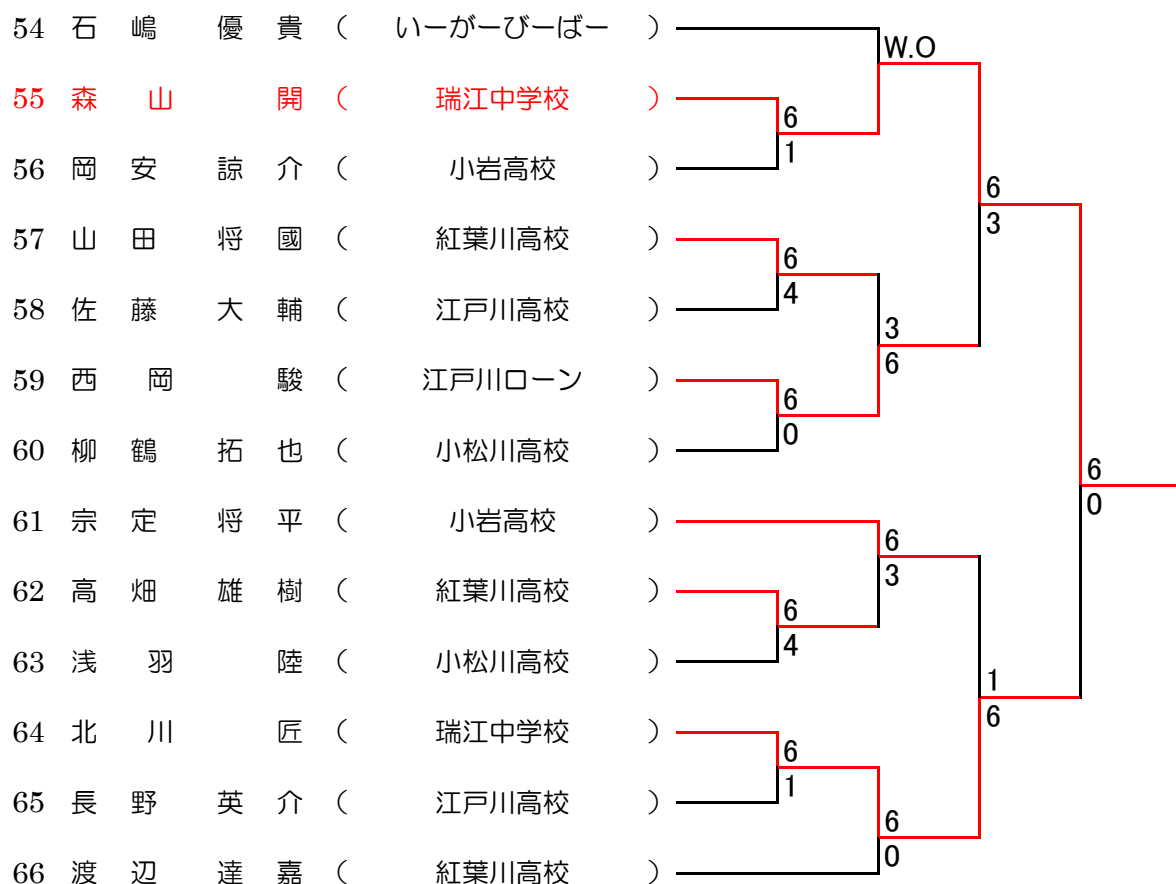 54 石嶋 優貴 ( いーがーびーばー )
W.O
55 森山 開 ( 瑞江中学校 )
6
1
56 岡安 諒介 ( 小岩高校 )
6
3
57 山田 将國 ( 紅葉川高校 )
6
4
58 佐藤 大輔 ( 江戸川高校 )
3
6
59 西岡 駿 ( 江戸川ローン )
6
0
60 柳鶴 拓也 ( 小松川高校 )
6
0
61 宗定 将平 ( 小岩高校 )
6
3
62 高畑 雄樹 ( 紅葉川高校 )
6
4
63 浅羽 陸 ( 小松川高校 )
1
6
64 北川 匠 ( 瑞江中学校 )
6
1
65 長野 英介 ( 江戸川高校 )
6
0
66 渡辺 達嘉 ( 紅葉川高校 )